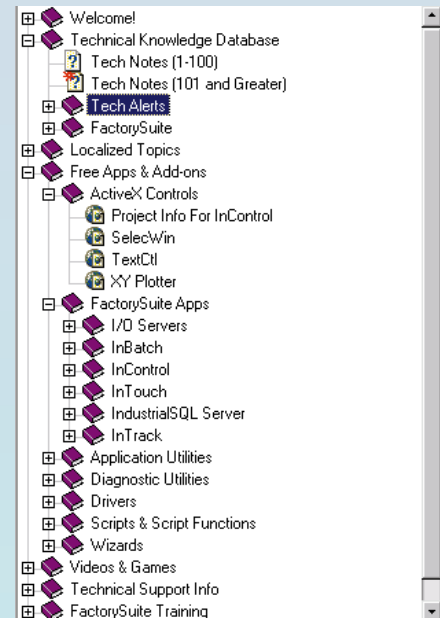 Welcome!
Technical Knowledge Database
Tech Notes (1-100)
Tech Notes (101 and Greater)
Tech Alerts
FactorySuite
Localized Topics
Free Apps & Add-ons
ActiveX Controls
Project Info For InControl
SelecWin
TextCtl
XY Plotter
FactorySuite Apps
I/O Servers
InBatch
InControl
InTouch
IndustrialSQL Server
InTrack
Application Utilities
Diagnostic Utilities
Drivers
Scripts & Script Functions
Wizards
Videos & Games
Technical Support Info
FactorySuite Training